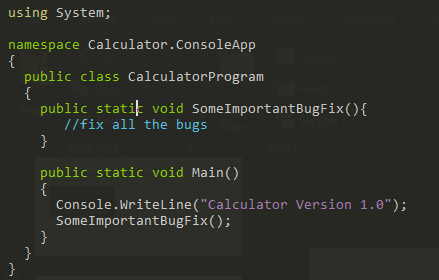 using System;
namespace Calculator.ConsoleApp
{
  public class CalculatorProgram
  {
    public static void SomeImportantBugFix(){
       //fix all the bugs
    }
    public static void Main()
    {
      Console.WriteLine("Calculator Version 1.0");
      SomeImportantBugFix();
    }
  }
}